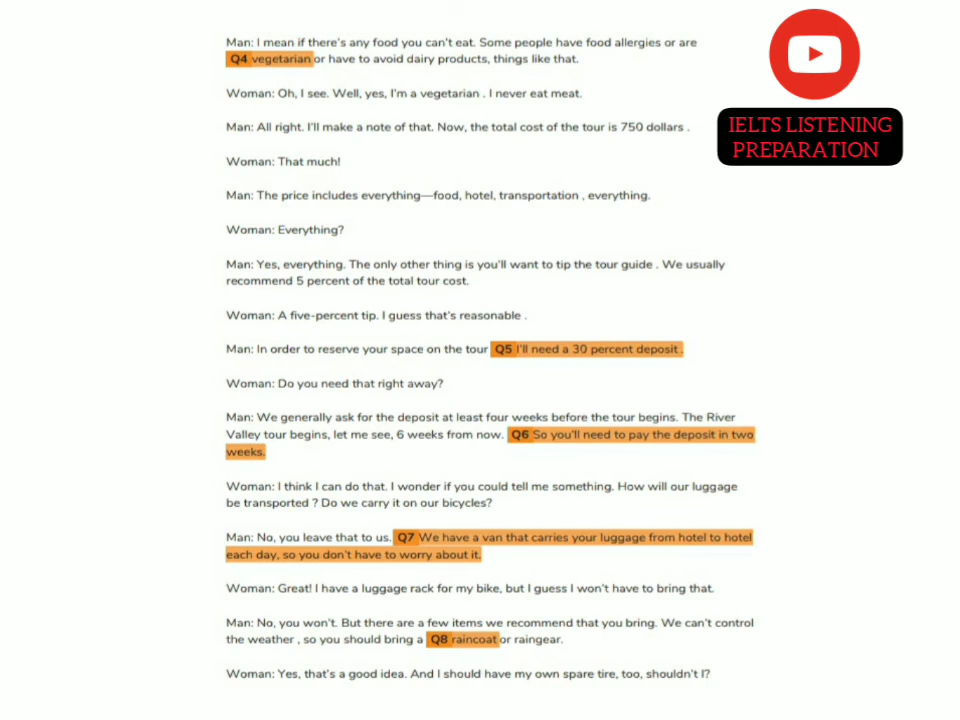 Man: I mean if there's any food you can't eat. Some people have food allergies or are
Q4 vegetarian or have to avoid dairy products, things like that.
Woman: Oh, I see. Well, yes, I'm a vegetarian . I never eat meat.
Man: All right. I'll make a note of that. Now, the total cost of the tour is 750 dollars .
Woman: That much!
Man: The price includes everything—food, hotel, transportation , everything.
Woman: Everything?
Man: Yes, everything. The only other thing is you'll want to tip the tour guide . We usually
recommend 5 percent of the total tour cost.
Woman: A five-percent tip. I guess that's reasonable .
Man: In order to reserve your space on the tour Q5 I'll need a 30 percent deposit .
Woman: Do you need that right away?
Man: We generally ask for the deposit at least four weeks before the tour begins. The River
Valley tour begins, let me see, 6 weeks from now. Q6 So you'll need to pay the deposit in two
weeks.
Woman: I think I can do that. I wonder if you could tell me something. How will our luggage
be transported ? Do we carry it on our bicycles?
Man: No, you leave that to us. Q7 We have a van that carries your luggage from hotel to hotel
each day, so you don't have to worry about it.
Woman: Great! I have a luggage rack for my bike, but I guess I won't have to bring that.
Man: No, you won't. But there are a few items we recommend that you bring. We can't control
the weather , so you should bring a Q8 raincoat or raingear.
Woman: Yes, that's a good idea. And I should have my own spare tire, too, shouldn't I?
IELTS LISTENING
PREPARATION